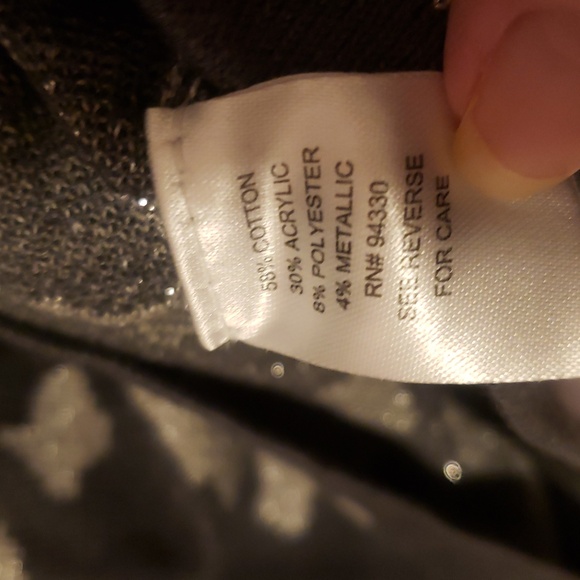 58% COTTON
30% ACRYLIC
8% POLYESTER
4% METALLIC
RN# 94330
SEE REVERSE
FOR CARE